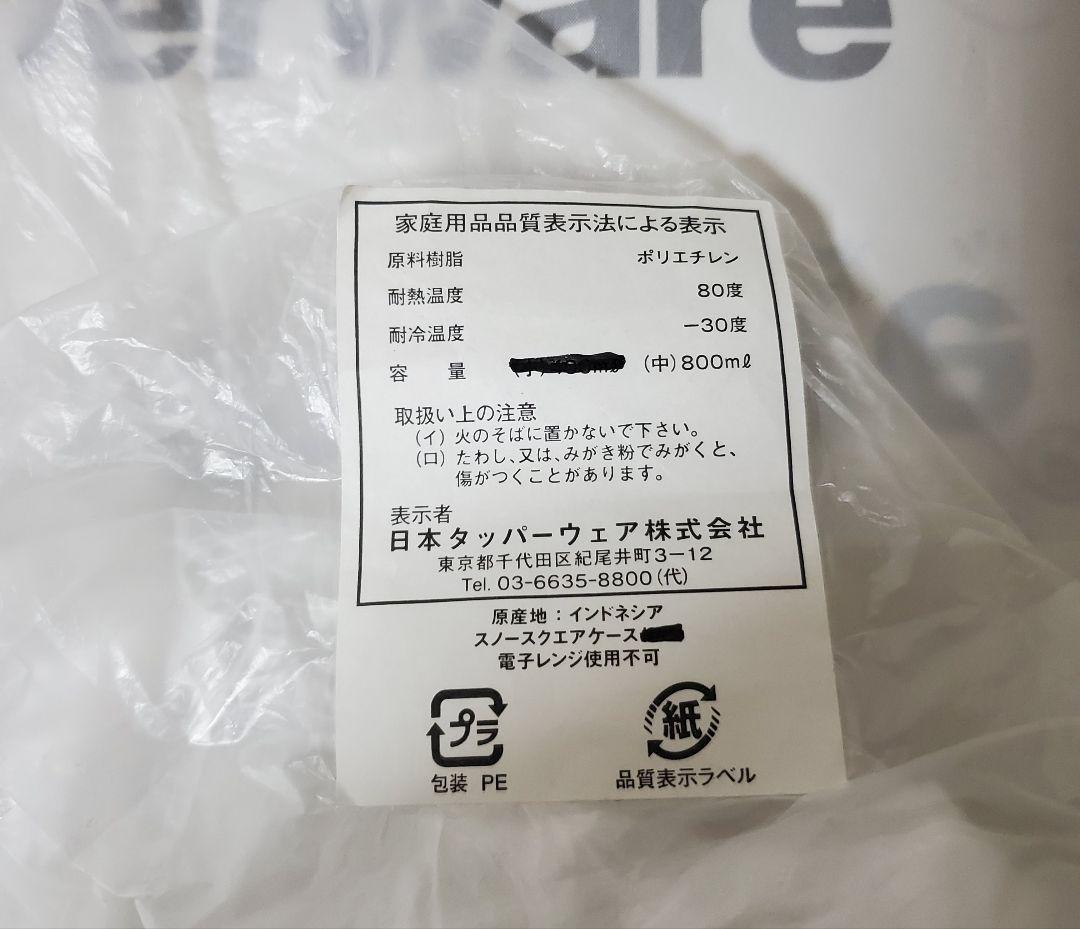 家庭用品品質表示法による表示
原料樹脂 ポリエチレン
耐熱温度 80度
耐冷温度 −30度
容 量 (中)800mℓ
取扱い上の注意
(イ) 火のそばに置かないで下さい。
(ロ) たわし、又は、みがき粉でみがくと、
傷がつくことがあります。
表示者
日本タッパーウェア株式会社
東京都千代田区紀尾井町3−12
Tel. 03-6635-8800(代)
原産地：インドネシア
スノースクエアケース
電子レンジ使用不可
プラ 紙
包装 PE 品質表示ラベル